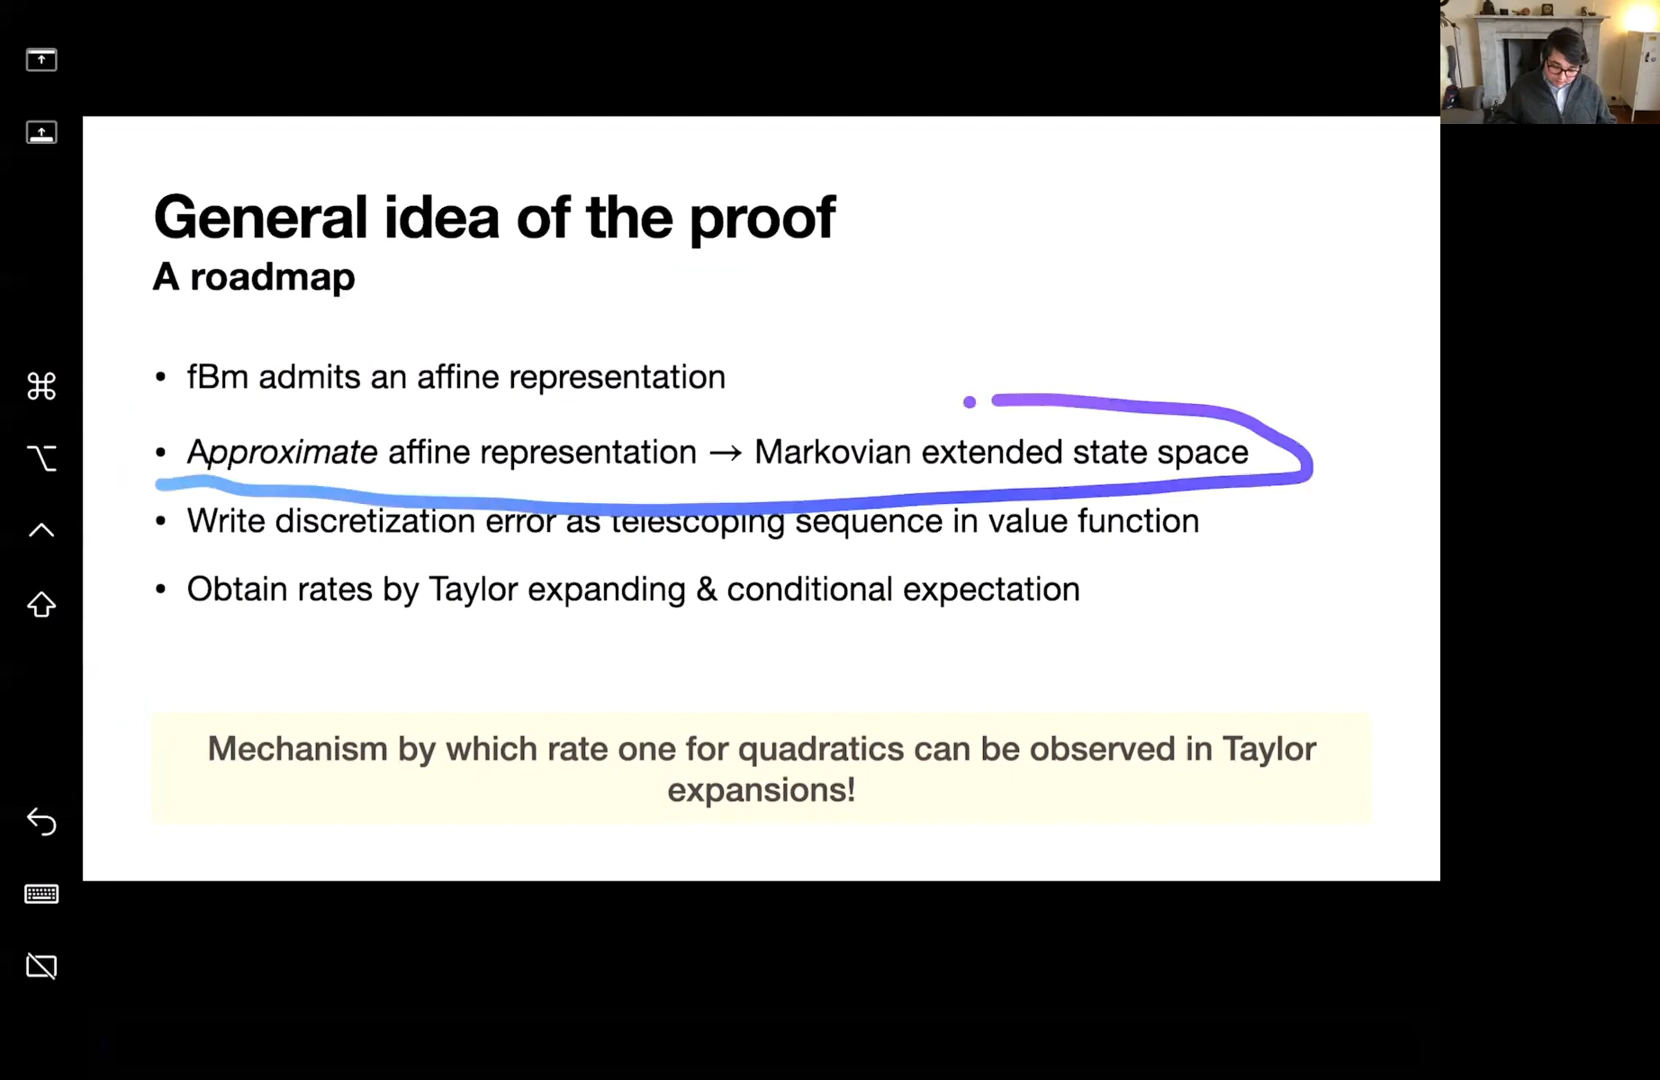 General idea of the proof
A roadmap
• fBm admits an affine representation
• Approximate affine representation → Markovian extended state space
• Write discretization error as telescoping sequence in value function
• Obtain rates by Taylor expanding & conditional expectation
Mechanism by which rate one for quadratics can be observed in Taylor
expansions!